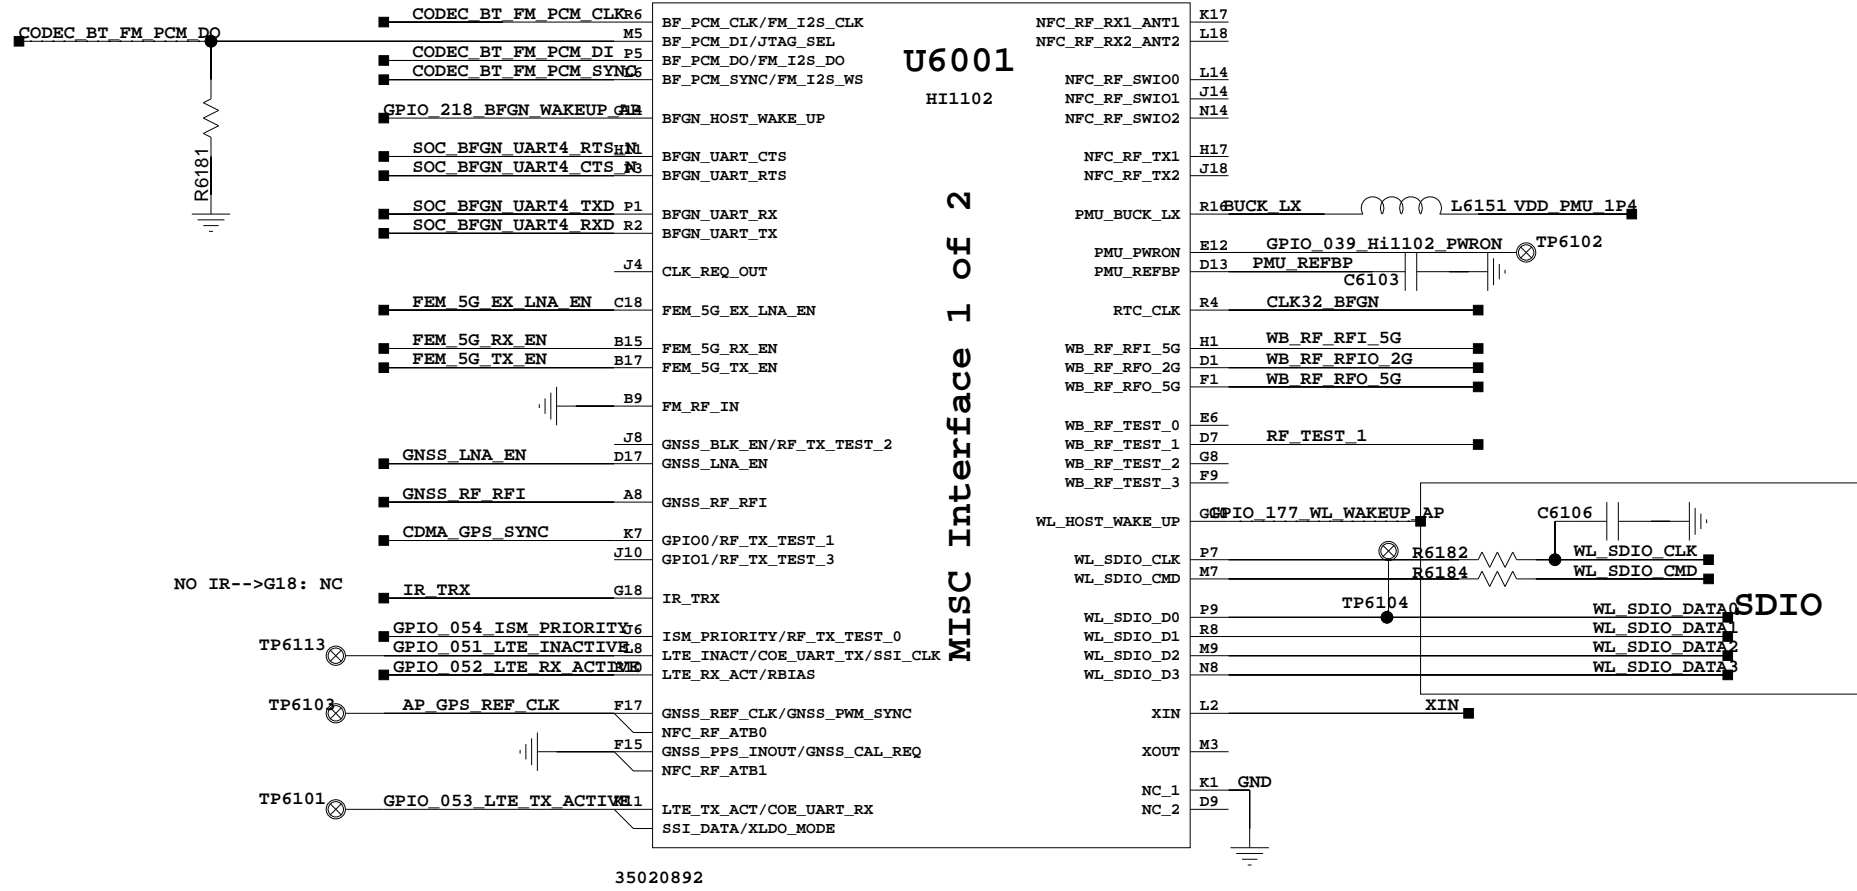 CODEC_BT_FM_PCM_CLK R6 BF_PCM_CLK/FM_I2S_CLK
CODEC_BT_FM_PCM_DO M5 BF_PCM_DI/JTAG_SEL
CODEC_BT_FM_PCM_DI P5 BF_PCM_DO/FM_I2S_DO
CODEC_BT_FM_PCM_SYNC BF_PCM_SYNC/FM_I2S_WS
GPIO_218_BFGN_WAKEUP_AP BFGN_HOST_WAKE_UP
R6181
SOC_BFGN_UART4_RTS_N BFGN_UART_CTS
SOC_BFGN_UART4_CTS_N BFGN_UART_RTS
SOC_BFGN_UART4_TXD P1 BFGN_UART_RX
SOC_BFGN_UART4_RXD R2 BFGN_UART_TX
J4 CLK_REQ_OUT
FEM_5G_EX_LNA_EN C18 FEM_5G_EX_LNA_EN
FEM_5G_RX_EN B15 FEM_5G_RX_EN
FEM_5G_TX_EN B17 FEM_5G_TX_EN
B9 FM_RF_IN
J8 GNSS_BLK_EN/RF_TX_TEST_2
GNSS_LNA_EN D17 GNSS_LNA_EN
GNSS_RF_RFI A8 GNSS_RF_RFI
CDMA_GPS_SYNC K7 GPIO0/RF_TX_TEST_1
J10 GPIO1/RF_TX_TEST_3
NO IR-->G18: NC
IR_TRX G18 IR_TRX
GPIO_054_ISM_PRIORITY J6 ISM_PRIORITY/RF_TX_TEST_0
TP6113 GPIO_051_LTE_INACTIVE L8 LTE_INACT/COE_UART_TX/SSI_CLK
GPIO_052_LTE_RX_ACTIVE LTE_RX_ACT/RBIAS
TP6103 AP_GPS_REF_CLK F17 GNSS_REF_CLK/GNSS_PWM_SYNC
NFC_RF_ATB0
F15 GNSS_PPS_INOUT/GNSS_CAL_REQ
NFC_RF_ATB1
TP6101 GPIO_053_LTE_TX_ACTIVE LTE_TX_ACT/COE_UART_RX
SSI_DATA/XLDO_MODE
35020892
U6001
HI1102
MISC Interface 1 of 2
NFC_RF_RX1_ANT1 K17
NFC_RF_RX2_ANT2 L18
NFC_RF_SWIO0 L14
NFC_RF_SWIO1 J14
NFC_RF_SWIO2 N14
NFC_RF_TX1 H17
NFC_RF_TX2 J18
PMU_BUCK_LX R16 BUCK_LX L6151 VDD_PMU_1P4
PMU_PWRON E12 GPIO_039_Hi1102_PWRON TP6102
PMU_REFBP D13 PMU_REFBP
C6103
RTC_CLK R4 CLK32_BFGN
WB_RF_RFI_5G H1 WB_RF_RFI_5G
WB_RF_RFO_2G D1 WB_RF_RFIO_2G
WB_RF_RFO_5G F1 WB_RF_RFO_5G
WB_RF_TEST_0 E6
WB_RF_TEST_1 D7 RF_TEST_1
WB_RF_TEST_2 G8
WB_RF_TEST_3 F9
WL_HOST_WAKE_UP GPIO_177_WL_WAKEUP_AP C6106
WL_SDIO_CLK P7 R6182 WL_SDIO_CLK
WL_SDIO_CMD M7 R6184 WL_SDIO_CMD
TP6104
SDIO
WL_SDIO_D0 P9 WL_SDIO_DATA0
WL_SDIO_D1 R8 WL_SDIO_DATA1
WL_SDIO_D2 M9 WL_SDIO_DATA2
WL_SDIO_D3 N8 WL_SDIO_DATA3
XIN L2 XIN
XOUT M3
NC_1 K1 GND
NC_2 D9